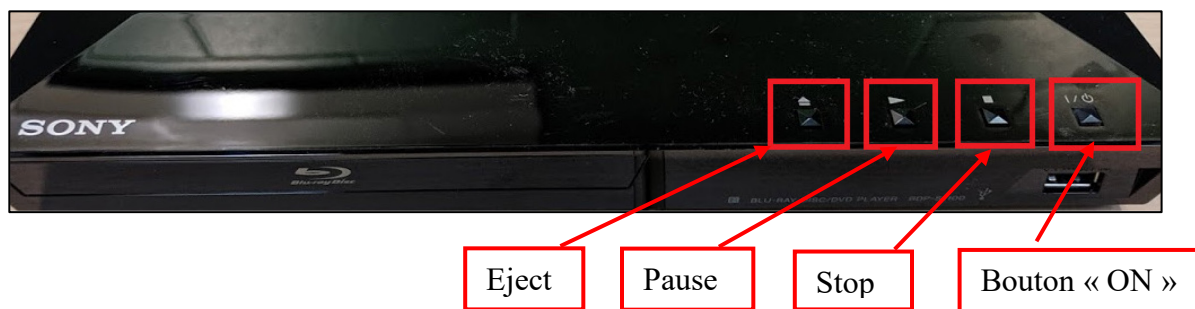 I / ⏻
SONY
Blu-ray Disc
BLU-RAY DISC/DVD PLAYER
Eject
Pause
Stop
Bouton « ON »